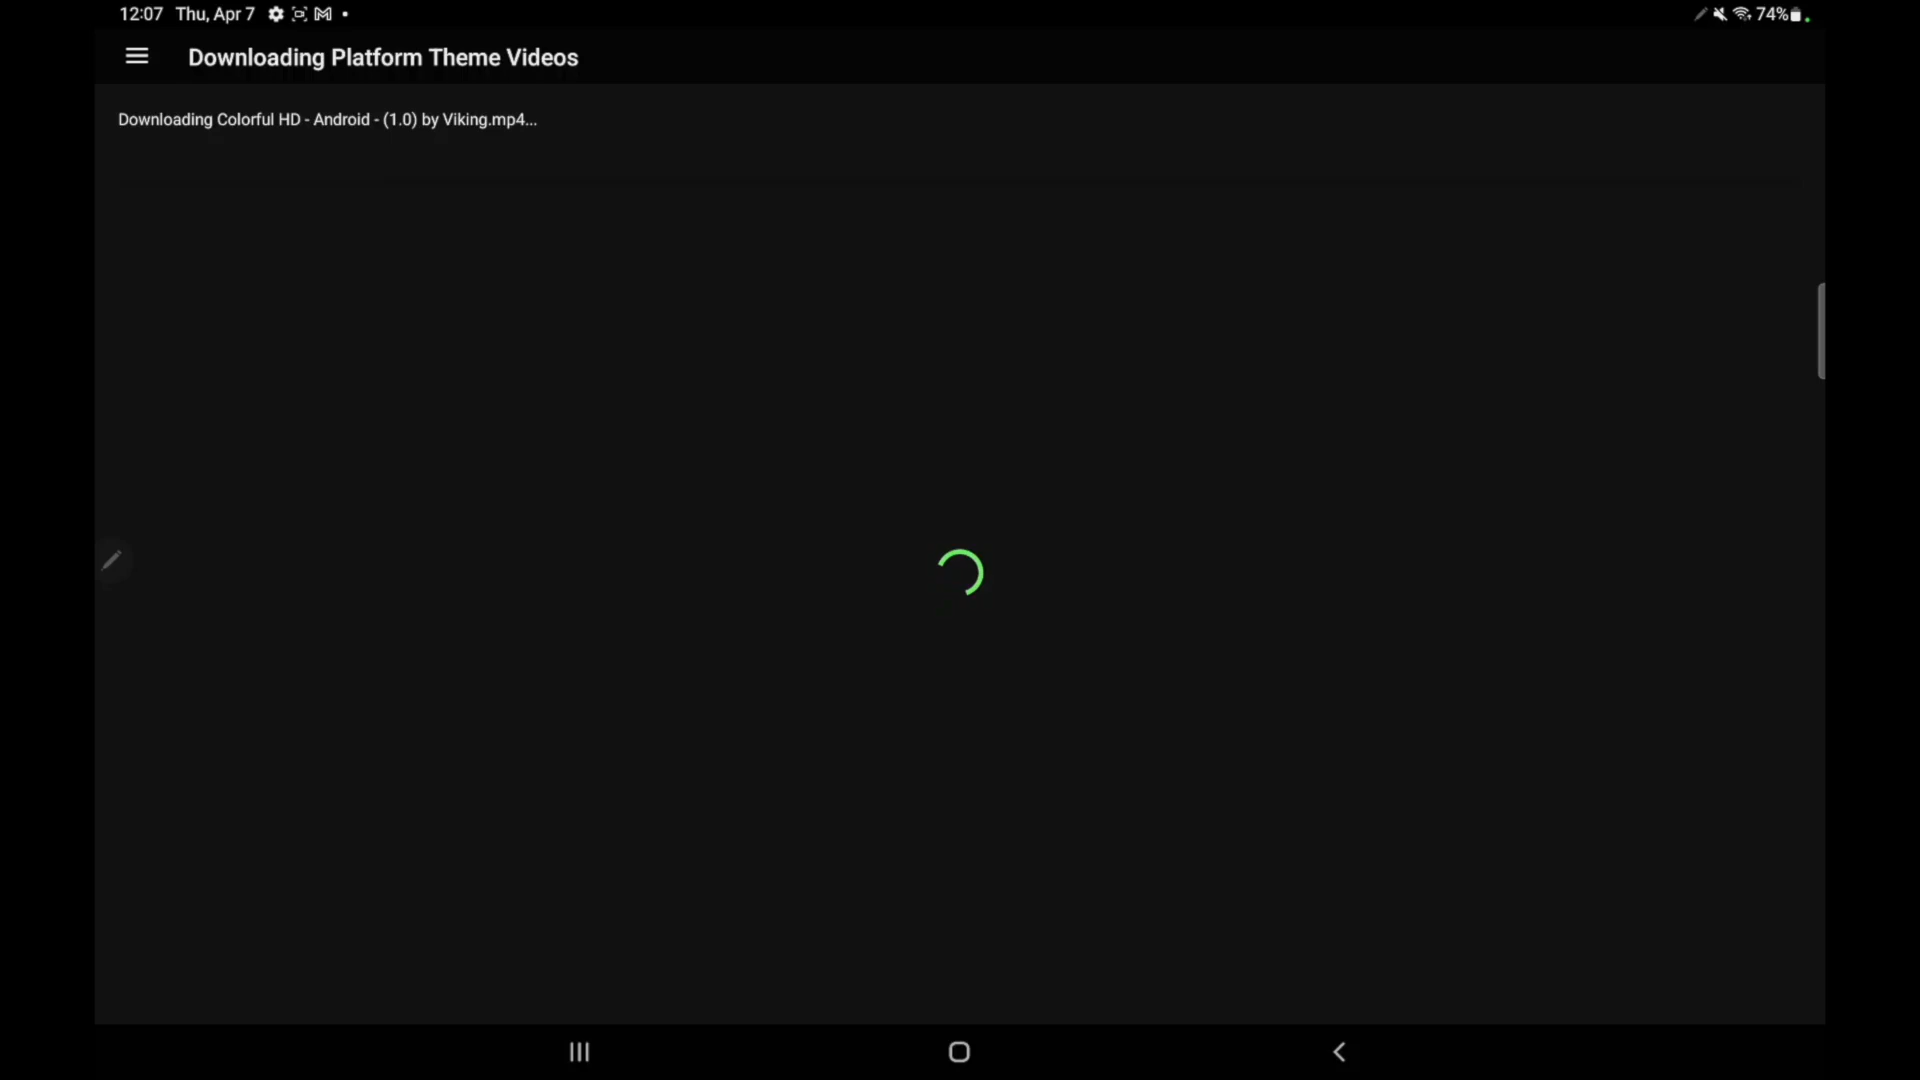 12:07 Thu, Apr 7 74%
Downloading Platform Theme Videos
Downloading Colorful HD - Android - (1.0) by Viking.mp4...